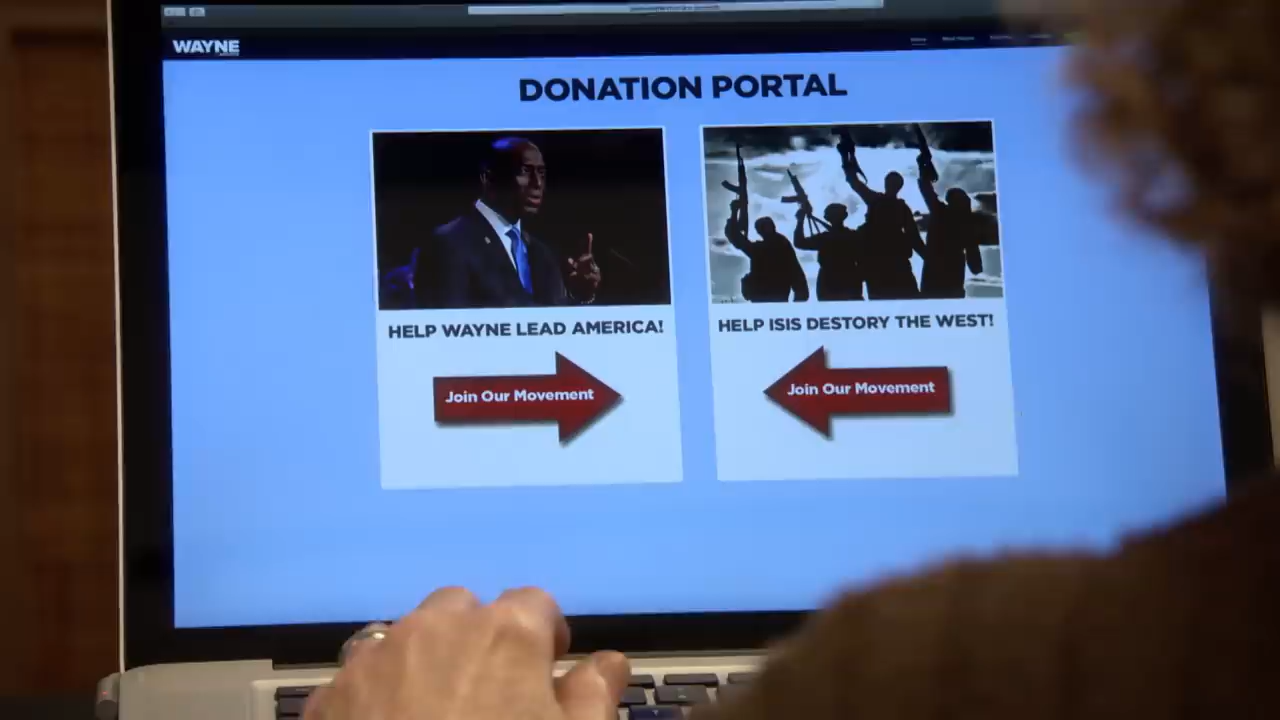 WAYNE
DONATION PORTAL
HELP WAYNE LEAD AMERICA!
Join Our Movement
HELP ISIS DESTORY THE WEST!
Join Our Movement